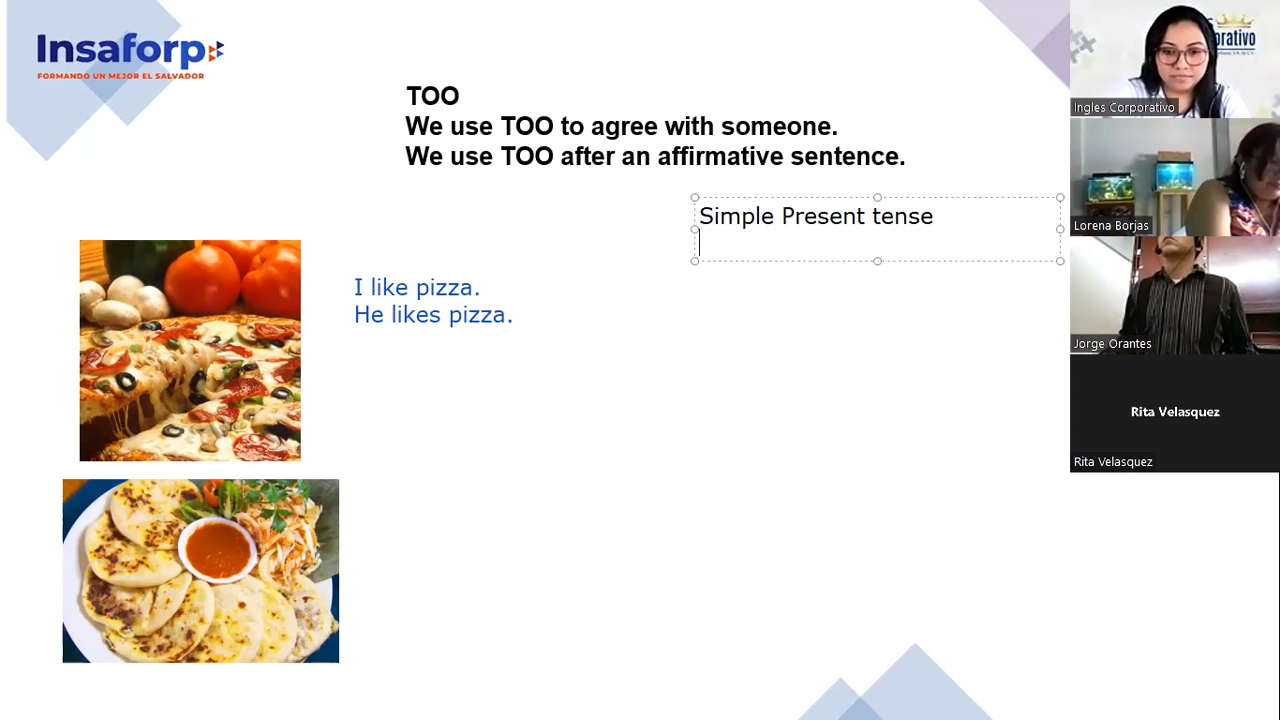 Insaforp
FORMANDO UN MEJOR EL SALVADOR
TOO
We use TOO to agree with someone.
We use TOO after an affirmative sentence.
Simple Present tense
I like pizza.
He likes pizza.
Ingles Corporativo
Lorena Borjas
Jorge Orantes
Rita Velasquez
Rita Velasquez